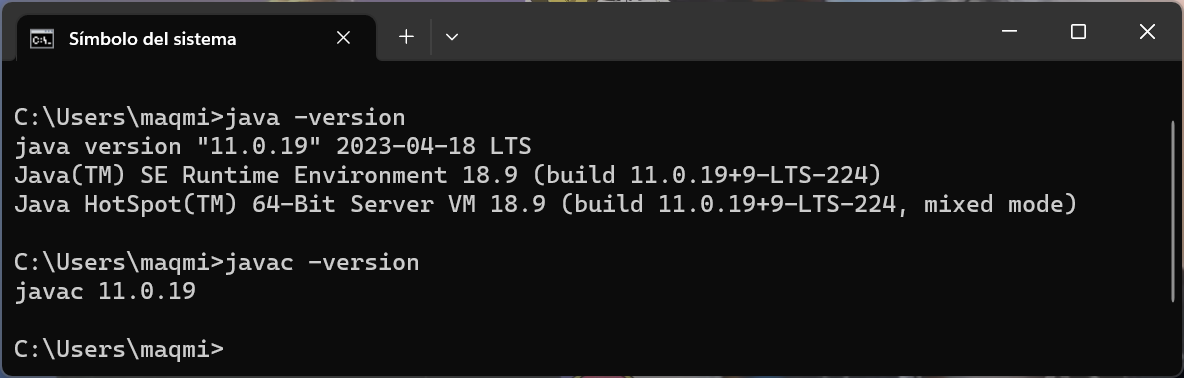 Símbolo del sistema
C:\Users\maqmi>java -version
java version "11.0.19" 2023-04-18 LTS
Java(TM) SE Runtime Environment 18.9 (build 11.0.19+9-LTS-224)
Java HotSpot(TM) 64-Bit Server VM 18.9 (build 11.0.19+9-LTS-224, mixed mode)
C:\Users\maqmi>javac -version
javac 11.0.19
C:\Users\maqmi>